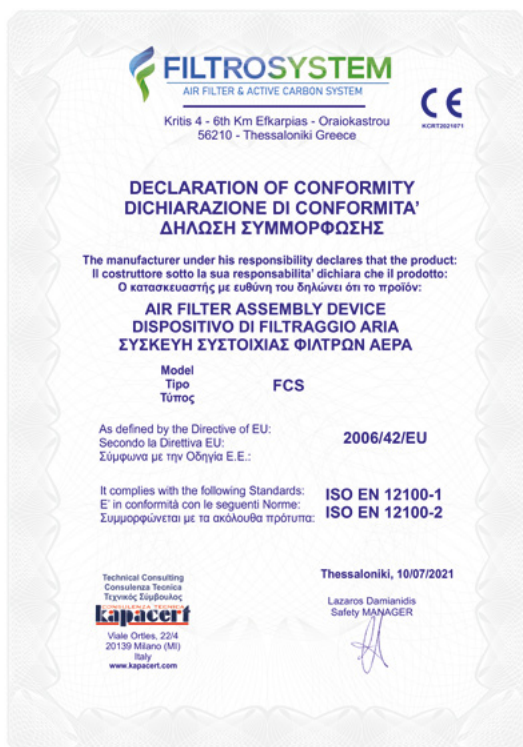 FILTROSYSTEM
AIR FILTER & ACTIVE CARBON SYSTEM
CE
KCRT2021071
Kritis 4 - 6th Km Efkarpias - Oraiokastrou
56210 - Thessaloniki Greece
DECLARATION OF CONFORMITY
DICHIARAZIONE DI CONFORMITA'
ΔΗΛΩΣΗ ΣΥΜΜΟΡΦΩΣΗΣ
The manufacturer under his responsibility declares that the product:
Il costruttore sotto la sua responsabilita' dichiara che il prodotto:
Ο κατασκευαστής με ευθύνη του δηλώνει ότι το προϊόν:
AIR FILTER ASSEMBLY DEVICE
DISPOSITIVO DI FILTRAGGIO ARIA
ΣΥΣΚΕΥΗ ΣΥΣΤΟΙΧΙΑΣ ΦΙΛΤΡΩΝ ΑΕΡΑ
Model
Tipo
Τύπος
FCS
As defined by the Directive of EU:
Secondo la Direttiva EU:
Σύμφωνα με την Οδηγία Ε.Ε.:
2006/42/EU
It complies with the following Standards:
E' in conformità con le seguenti Norme:
Συμμορφώνεται με τα ακόλουθα πρότυπα:
ISO EN 12100-1
ISO EN 12100-2
Technical Consulting
Consulenza Tecnica
Τεχνικός Σύμβουλος
CONSULENZA TECNICA
kapacert
Viale Ortles, 22/4
20139 Milano (MI)
Italy
www.kapacert.com
Thessaloniki, 10/07/2021
Lazaros Damianidis
Safety MANAGER